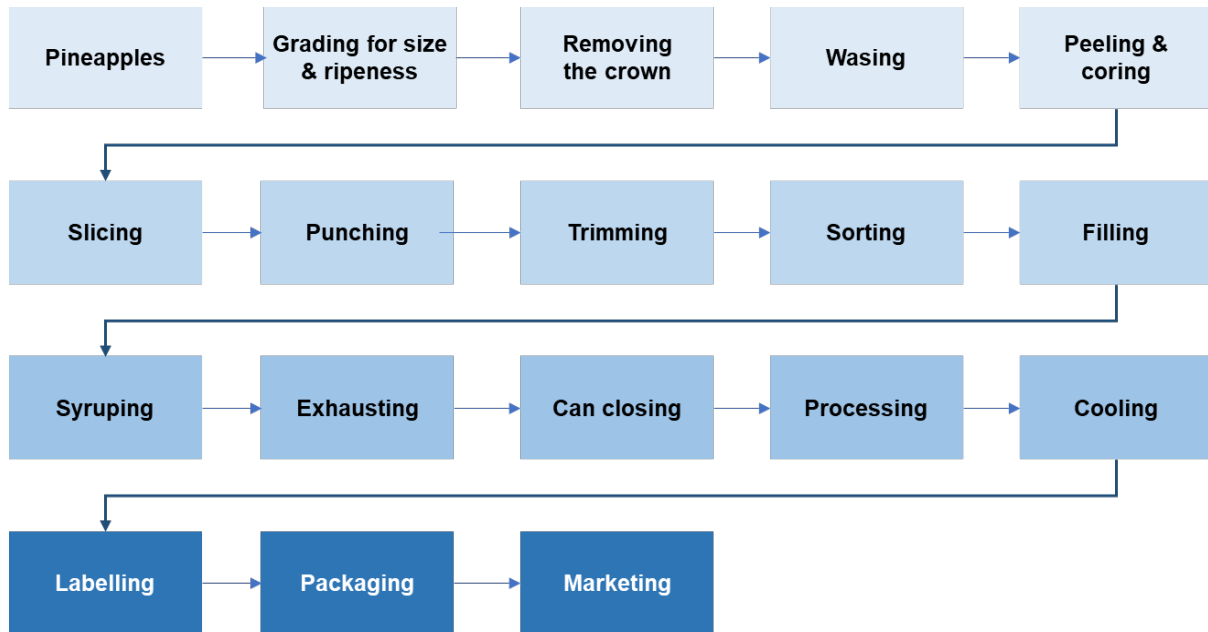 Pineapples
Grading for size
& ripeness
Removing
the crown
Wasing
Peeling &
coring
Slicing
Punching
Trimming
Sorting
Filling
Syruping
Exhausting
Can closing
Processing
Cooling
Labelling
Packaging
Marketing